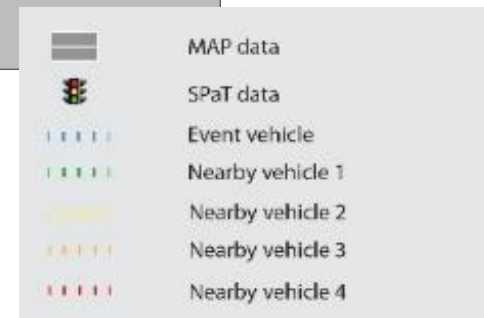 MAP data
SPaT data
Event vehicle
Nearby vehicle 1
Nearby vehicle 2
Nearby vehicle 3
Nearby vehicle 4